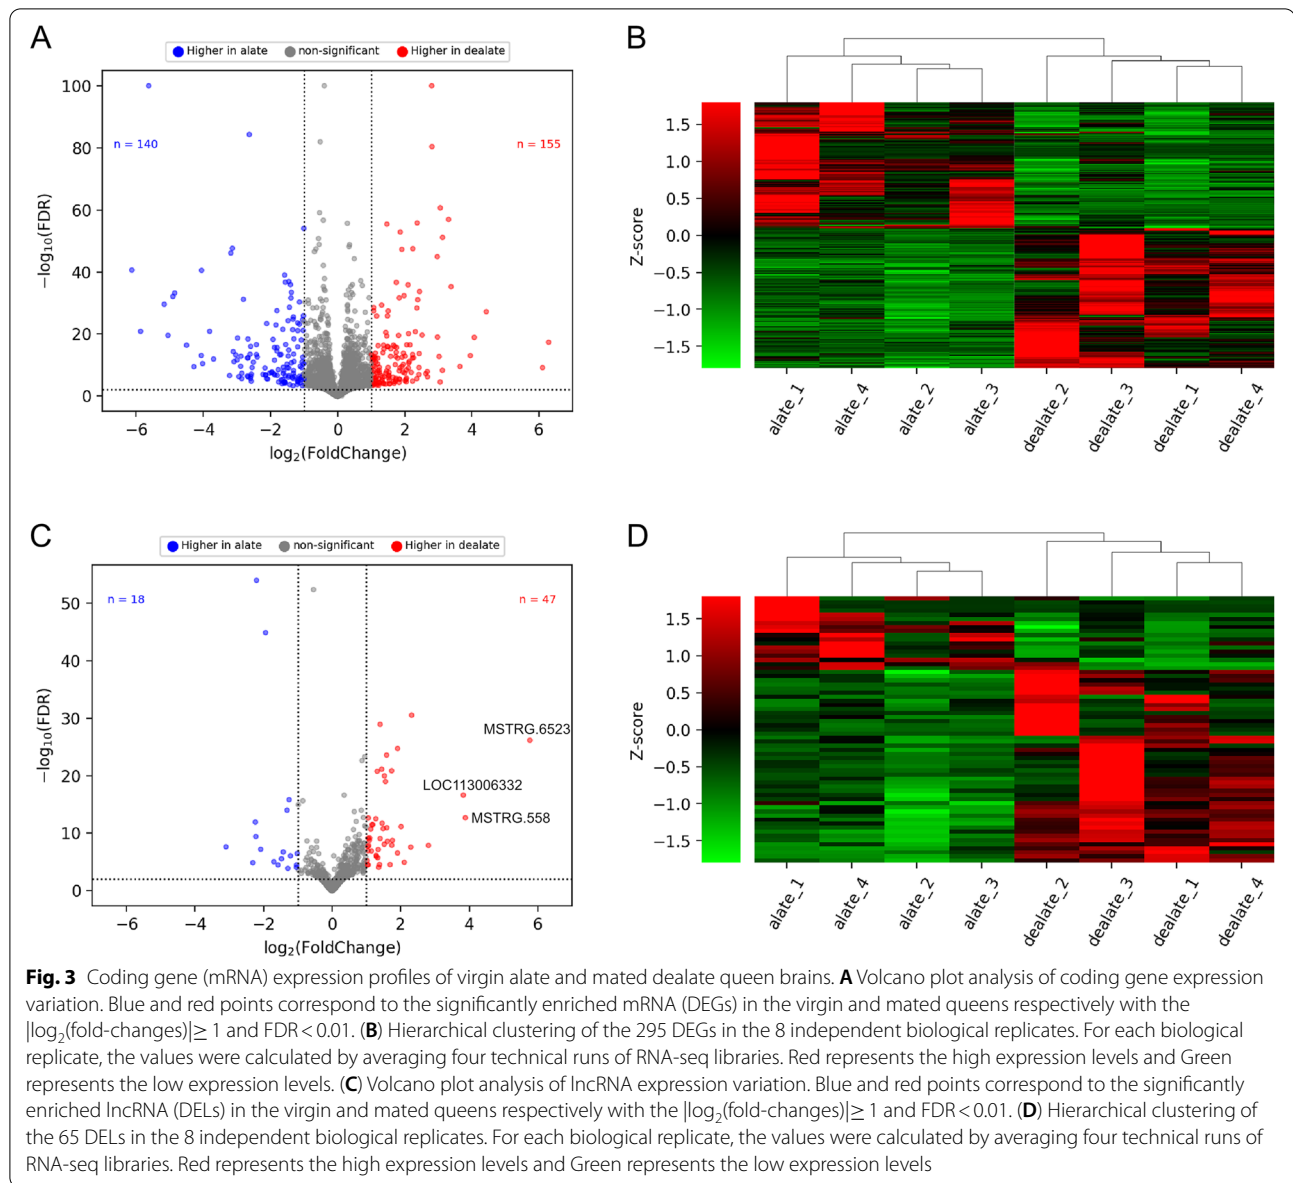 A
Higher in alate non-significant Higher in dealate
n = 140
n = 155
100
80
60
40
20
0
−log10(FDR)
−6 −4 −2 0 2 4 6
log2(FoldChange)
B
1.5
1.0
0.5
0.0
−0.5
−1.0
−1.5
Z-score
alate_1 alate_4 alate_2 alate_3 dealate_2 dealate_3 dealate_1 dealate_4
C
Higher in alate non-significant Higher in dealate
n = 18
n = 47
50
40
30
20
10
0
−log10(FDR)
MSTRG.6523
LOC113006332
MSTRG.558
−6 −4 −2 0 2 4 6
log2(FoldChange)
D
1.5
1.0
0.5
0.0
−0.5
−1.0
−1.5
Z-score
alate_1 alate_4 alate_2 alate_3 dealate_2 dealate_3 dealate_1 dealate_4
Fig. 3 Coding gene (mRNA) expression profiles of virgin alate and mated dealate queen brains. A Volcano plot analysis of coding gene expression
variation. Blue and red points correspond to the significantly enriched mRNA (DEGs) in the virgin and mated queens respectively with the
|log2(fold-changes)| ≥ 1 and FDR < 0.01. (B) Hierarchical clustering of the 295 DEGs in the 8 independent biological replicates. For each biological
replicate, the values were calculated by averaging four technical runs of RNA-seq libraries. Red represents the high expression levels and Green
represents the low expression levels. (C) Volcano plot analysis of lncRNA expression variation. Blue and red points correspond to the significantly
enriched lncRNA (DELs) in the virgin and mated queens respectively with the |log2(fold-changes)| ≥ 1 and FDR < 0.01. (D) Hierarchical clustering of
the 65 DELs in the 8 independent biological replicates. For each biological replicate, the values were calculated by averaging four technical runs of
RNA-seq libraries. Red represents the high expression levels and Green represents the low expression levels